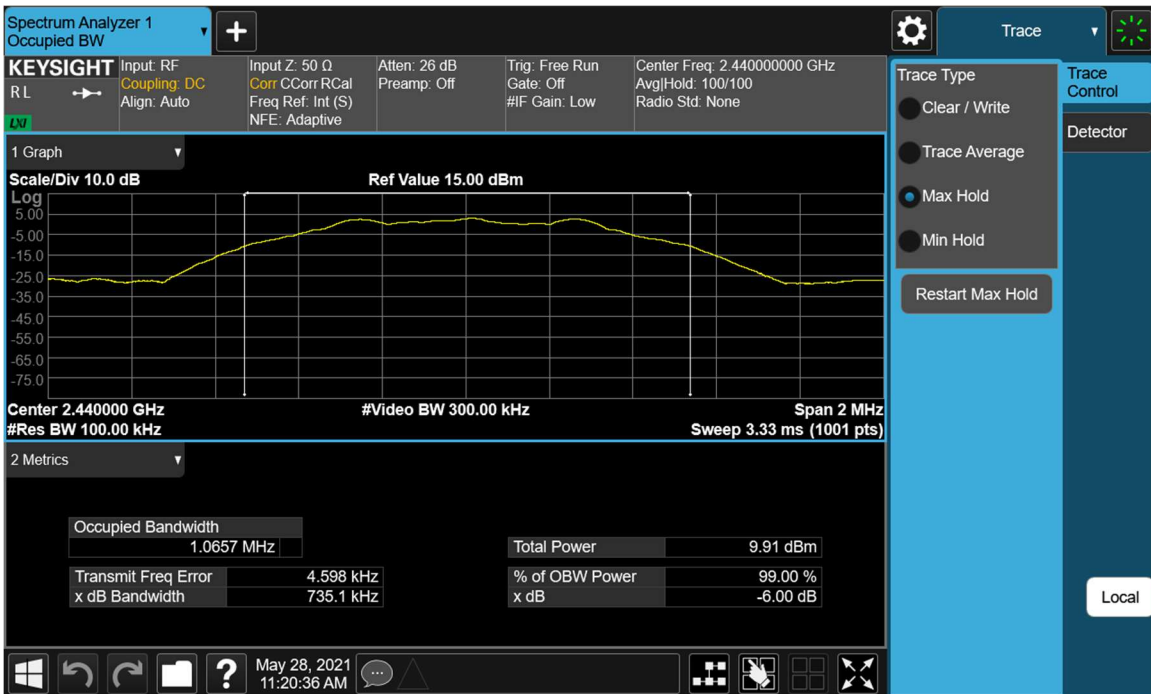 Spectrum Analyzer 1
Occupied BW
+
Trace
KEYSIGHT
R L
LXI
Input: RF
Coupling: DC
Align: Auto
Input Z: 50 Ω
Corr CCorr RCal
Freq Ref: Int (S)
NFE: Adaptive
Atten: 26 dB
Preamp: Off
Trig: Free Run
Gate: Off
#IF Gain: Low
Center Freq: 2.440000000 GHz
Avg|Hold: 100/100
Radio Std: None
1 Graph
Scale/Div 10.0 dB
Ref Value 15.00 dBm
Log
5.00
-5.00
-15.0
-25.0
-35.0
-45.0
-55.0
-65.0
-75.0
Center 2.440000 GHz
#Video BW 300.00 kHz
Span 2 MHz
#Res BW 100.00 kHz
Sweep 3.33 ms (1001 pts)
2 Metrics
Occupied Bandwidth
1.0657 MHz
Total Power 9.91 dBm
Transmit Freq Error 4.598 kHz
% of OBW Power 99.00 %
x dB Bandwidth 735.1 kHz
x dB -6.00 dB
?
May 28, 2021
11:20:36 AM
Trace Type
Clear / Write
Trace Average
Max Hold
Min Hold
Restart Max Hold
Trace
Control
Detector
Local